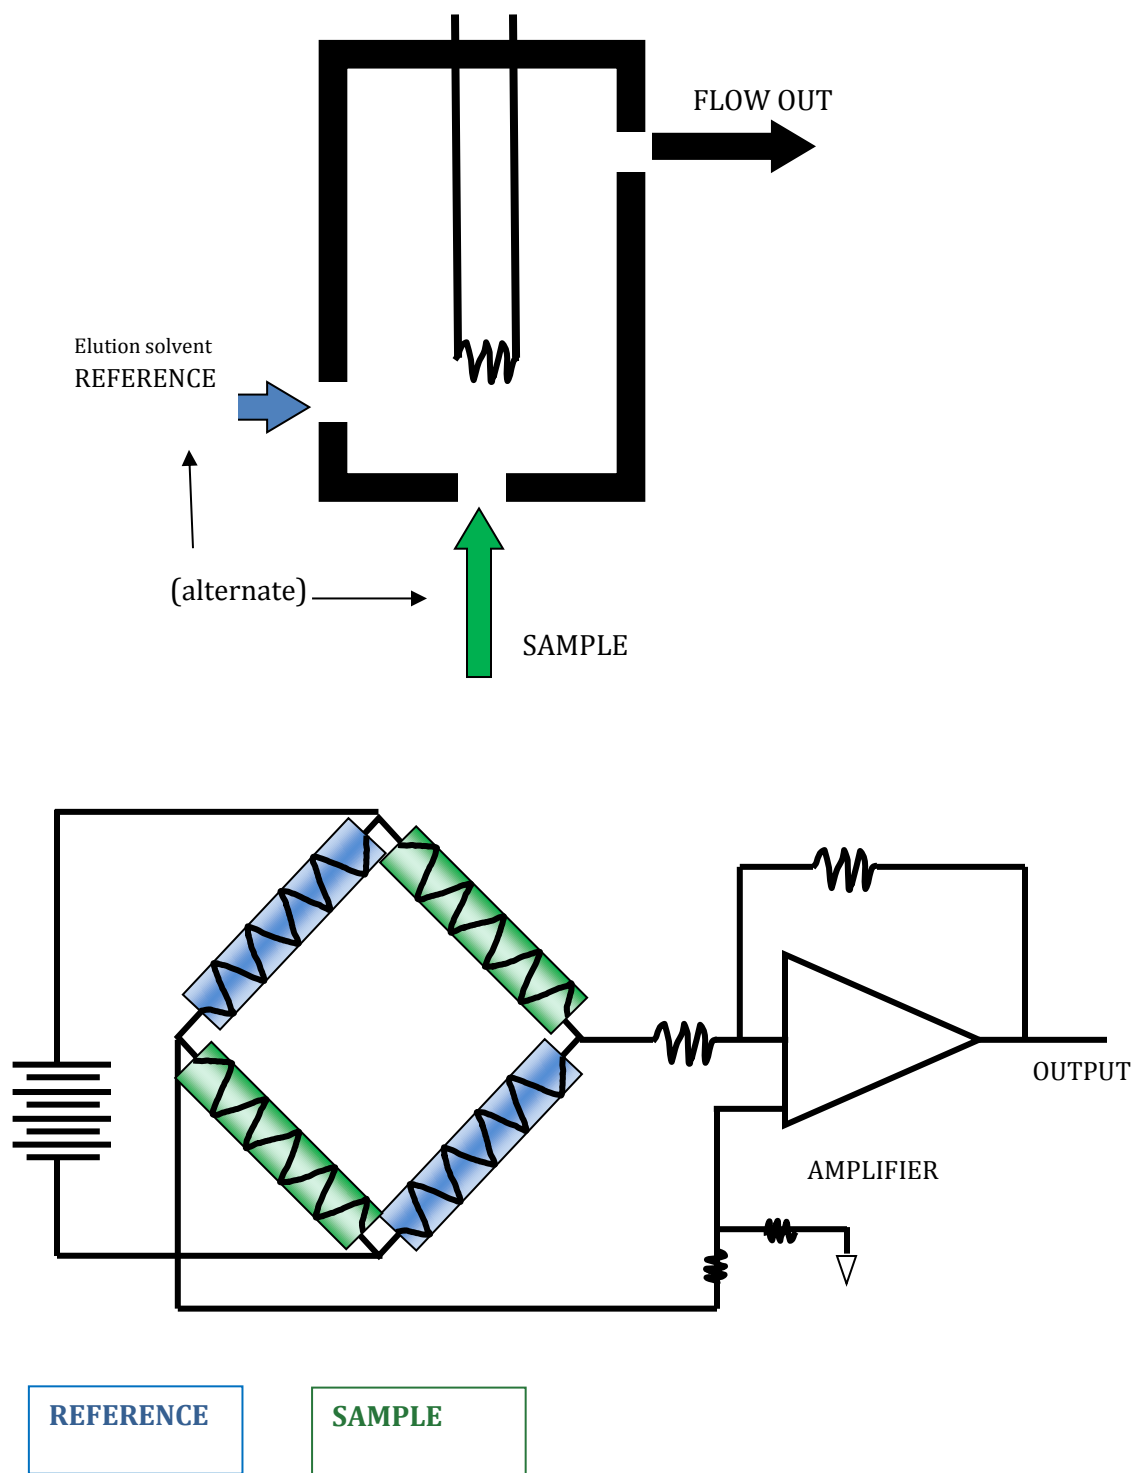 FLOW OUT
Elution solvent
REFERENCE
(alternate)
SAMPLE
OUTPUT
AMPLIFIER
REFERENCE
SAMPLE